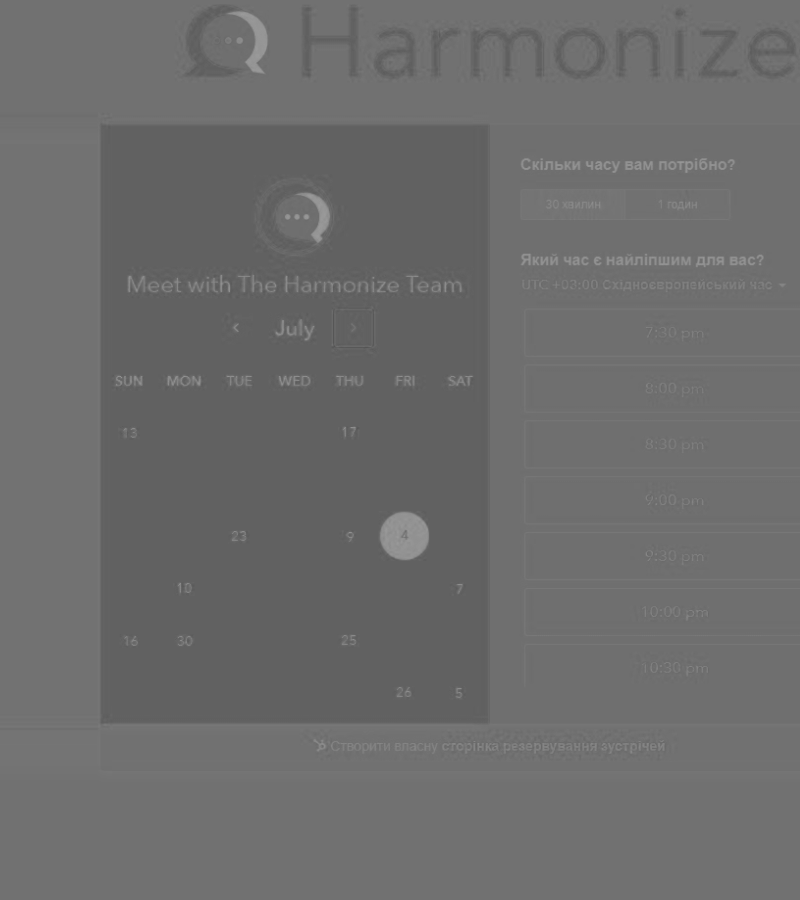 Harmonize
Meet with The Harmonize Team
July
SUN MON TUE WED THU FRI SAT
13 17
23 9 4
10 7
16 30 25
26 5
Скільки часу вам потрібно?
30 хвилин 1 годин
Який час є найліпшим для вас?
UTC +03:00 Східноєвропейський час
7:30 pm
8:00 pm
8:30 pm
9:00 pm
9:30 pm
10:00 pm
10:30 pm
Створити власну сторінка резервування зустрічей